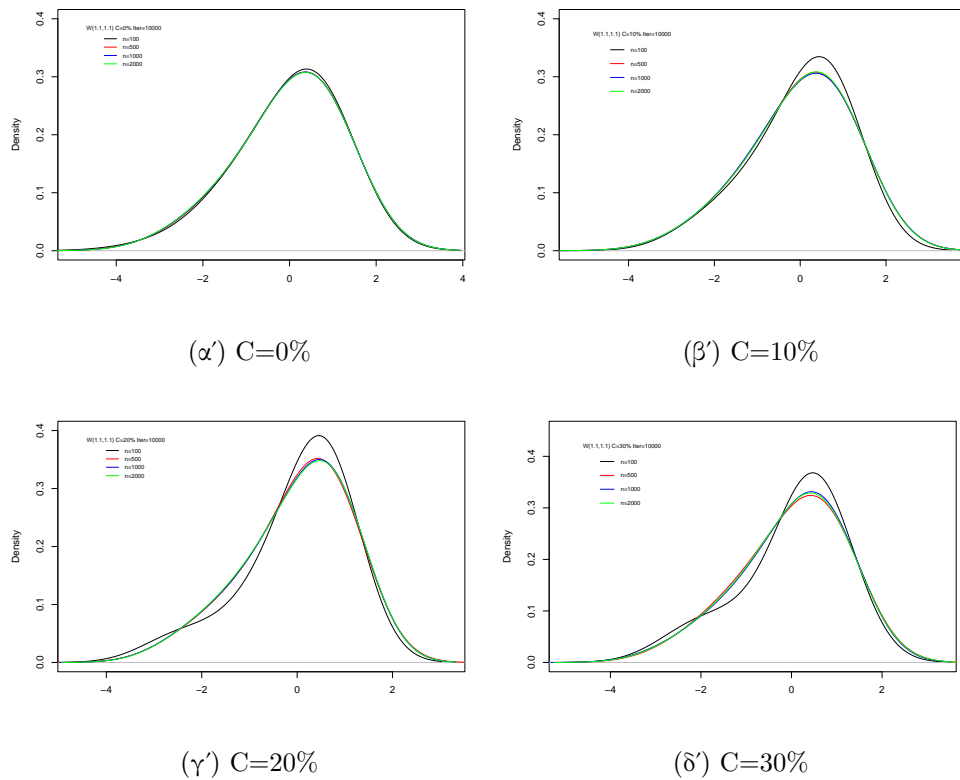 W(1.1,1.1) C=0% Iter=10000
n=100
n=500
n=1000
n=2000
Density
0.0
0.1
0.2
0.3
0.4
−4
−2
0
2
4
(α′) C=0%
W(1.1,1.1) C=10% Iter=10000
n=100
n=500
n=1000
n=2000
Density
0.0
0.1
0.2
0.3
0.4
−4
−2
0
2
(β′) C=10%
W(1.1,1.1) C=20% Iter=10000
n=100
n=500
n=1000
n=2000
Density
0.0
0.1
0.2
0.3
0.4
−4
−2
0
2
(γ′) C=20%
W(1.1,1.1) C=30% Iter=10000
n=100
n=500
n=1000
n=2000
Density
0.0
0.1
0.2
0.3
0.4
−4
−2
0
2
(δ′) C=30%